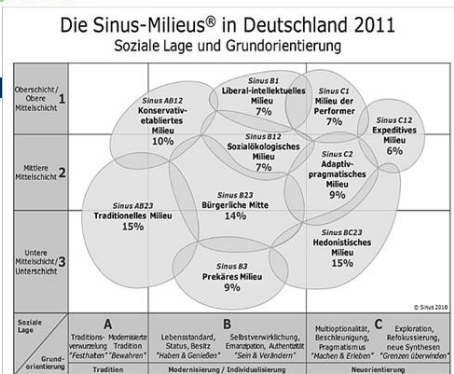 Die Sinus-Milieus® in Deutschland 2011
Soziale Lage und Grundorientierung
Oberschicht/
Obere
Mittelschicht
1
Mittlere
Mittelschicht
2
Untere
Mittelschicht/
Unterschicht
3
Sinus AB12
Konservativ-
etabliertes
Milieu
10%
Sinus B1
Liberal-intellektuelles
Milieu
7%
Sinus C1
Milieu der
Performer
7%
Sinus C12
Expeditives
Milieu
6%
Sinus B12
Sozialökologisches
Milieu
7%
Sinus C2
Adaptiv-
pragmatisches
Milieu
9%
Sinus AB23
Traditionelles Milieu
15%
Sinus B23
Bürgerliche Mitte
14%
Sinus BC23
Hedonistisches
Milieu
15%
Sinus B3
Prekäres Milieu
9%
© Sinus 2010
Soziale
Lage
Grund-
orientierung
A
Traditions-
verwurzelung
"Festhalten"
Modernisierte
Tradition
"Bewahren"
Tradition
B
Lebensstandard,
Status, Besitz
"Haben & Genießen"
Selbstverwirklichung,
Emanzipation, Authentizität
"Sein & Verändern"
Modernisierung / Individualisierung
C
Multioptionalität,
Beschleunigung,
Pragmatismus
"Machen & Erleben"
Exploration,
Refokussierung,
neue Synthesen
"Grenzen überwinden"
Neuorientierung